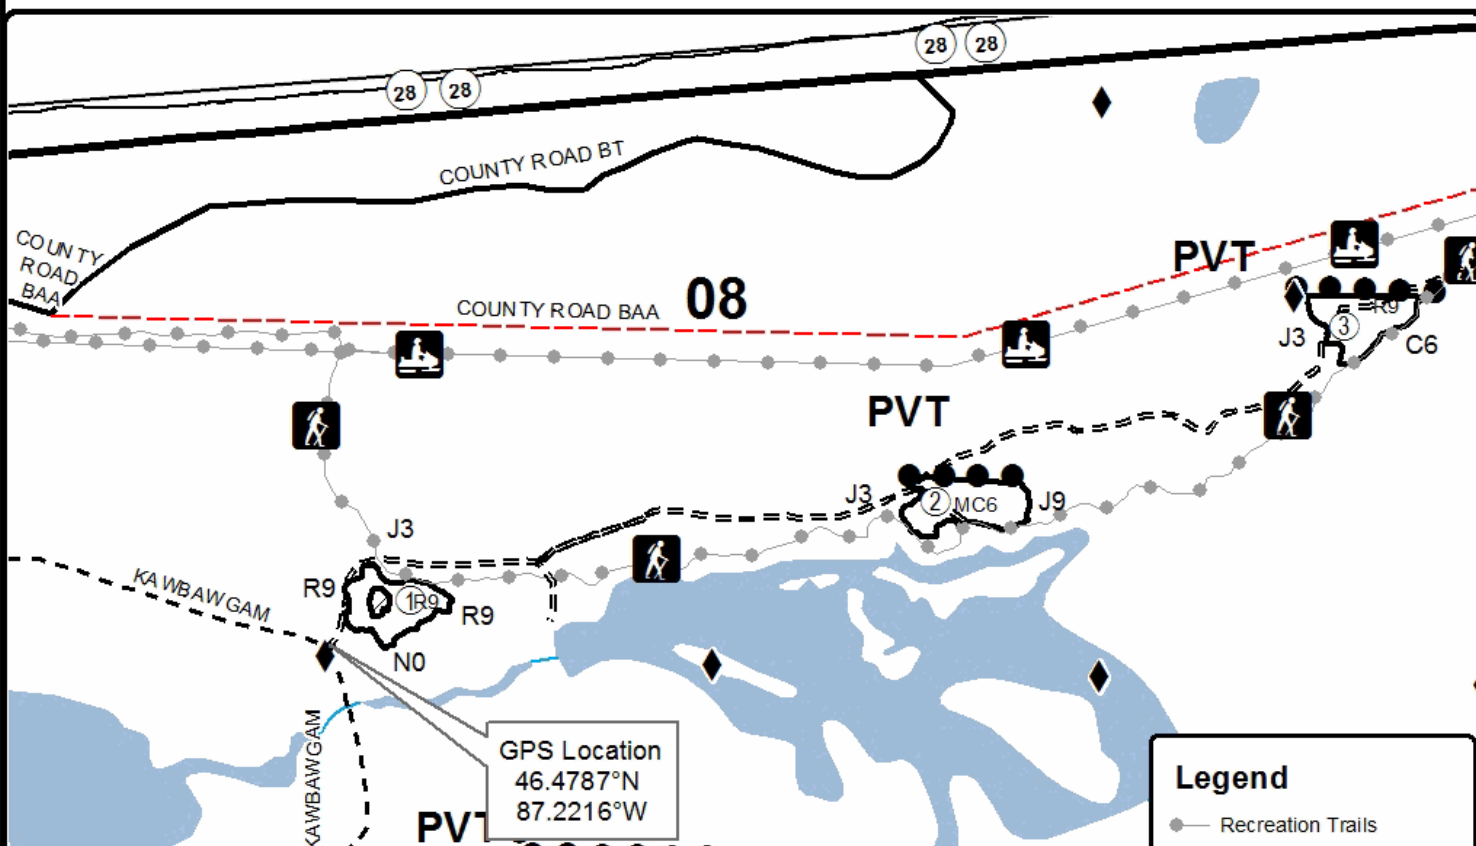 28 28
28 28
COUNTY ROAD BT
COUNTY
ROAD
BAA
PVT
08
COUNTY ROAD BAA
R9
3
J3
C6
PVT
J3
2
MC6
J9
J3
KAWBAWGAM
R9
1
R9
R9
N0
KAWBAWGAM
GPS Location
46.4787°N
87.2216°W
Legend
PVT
Recreation Trails